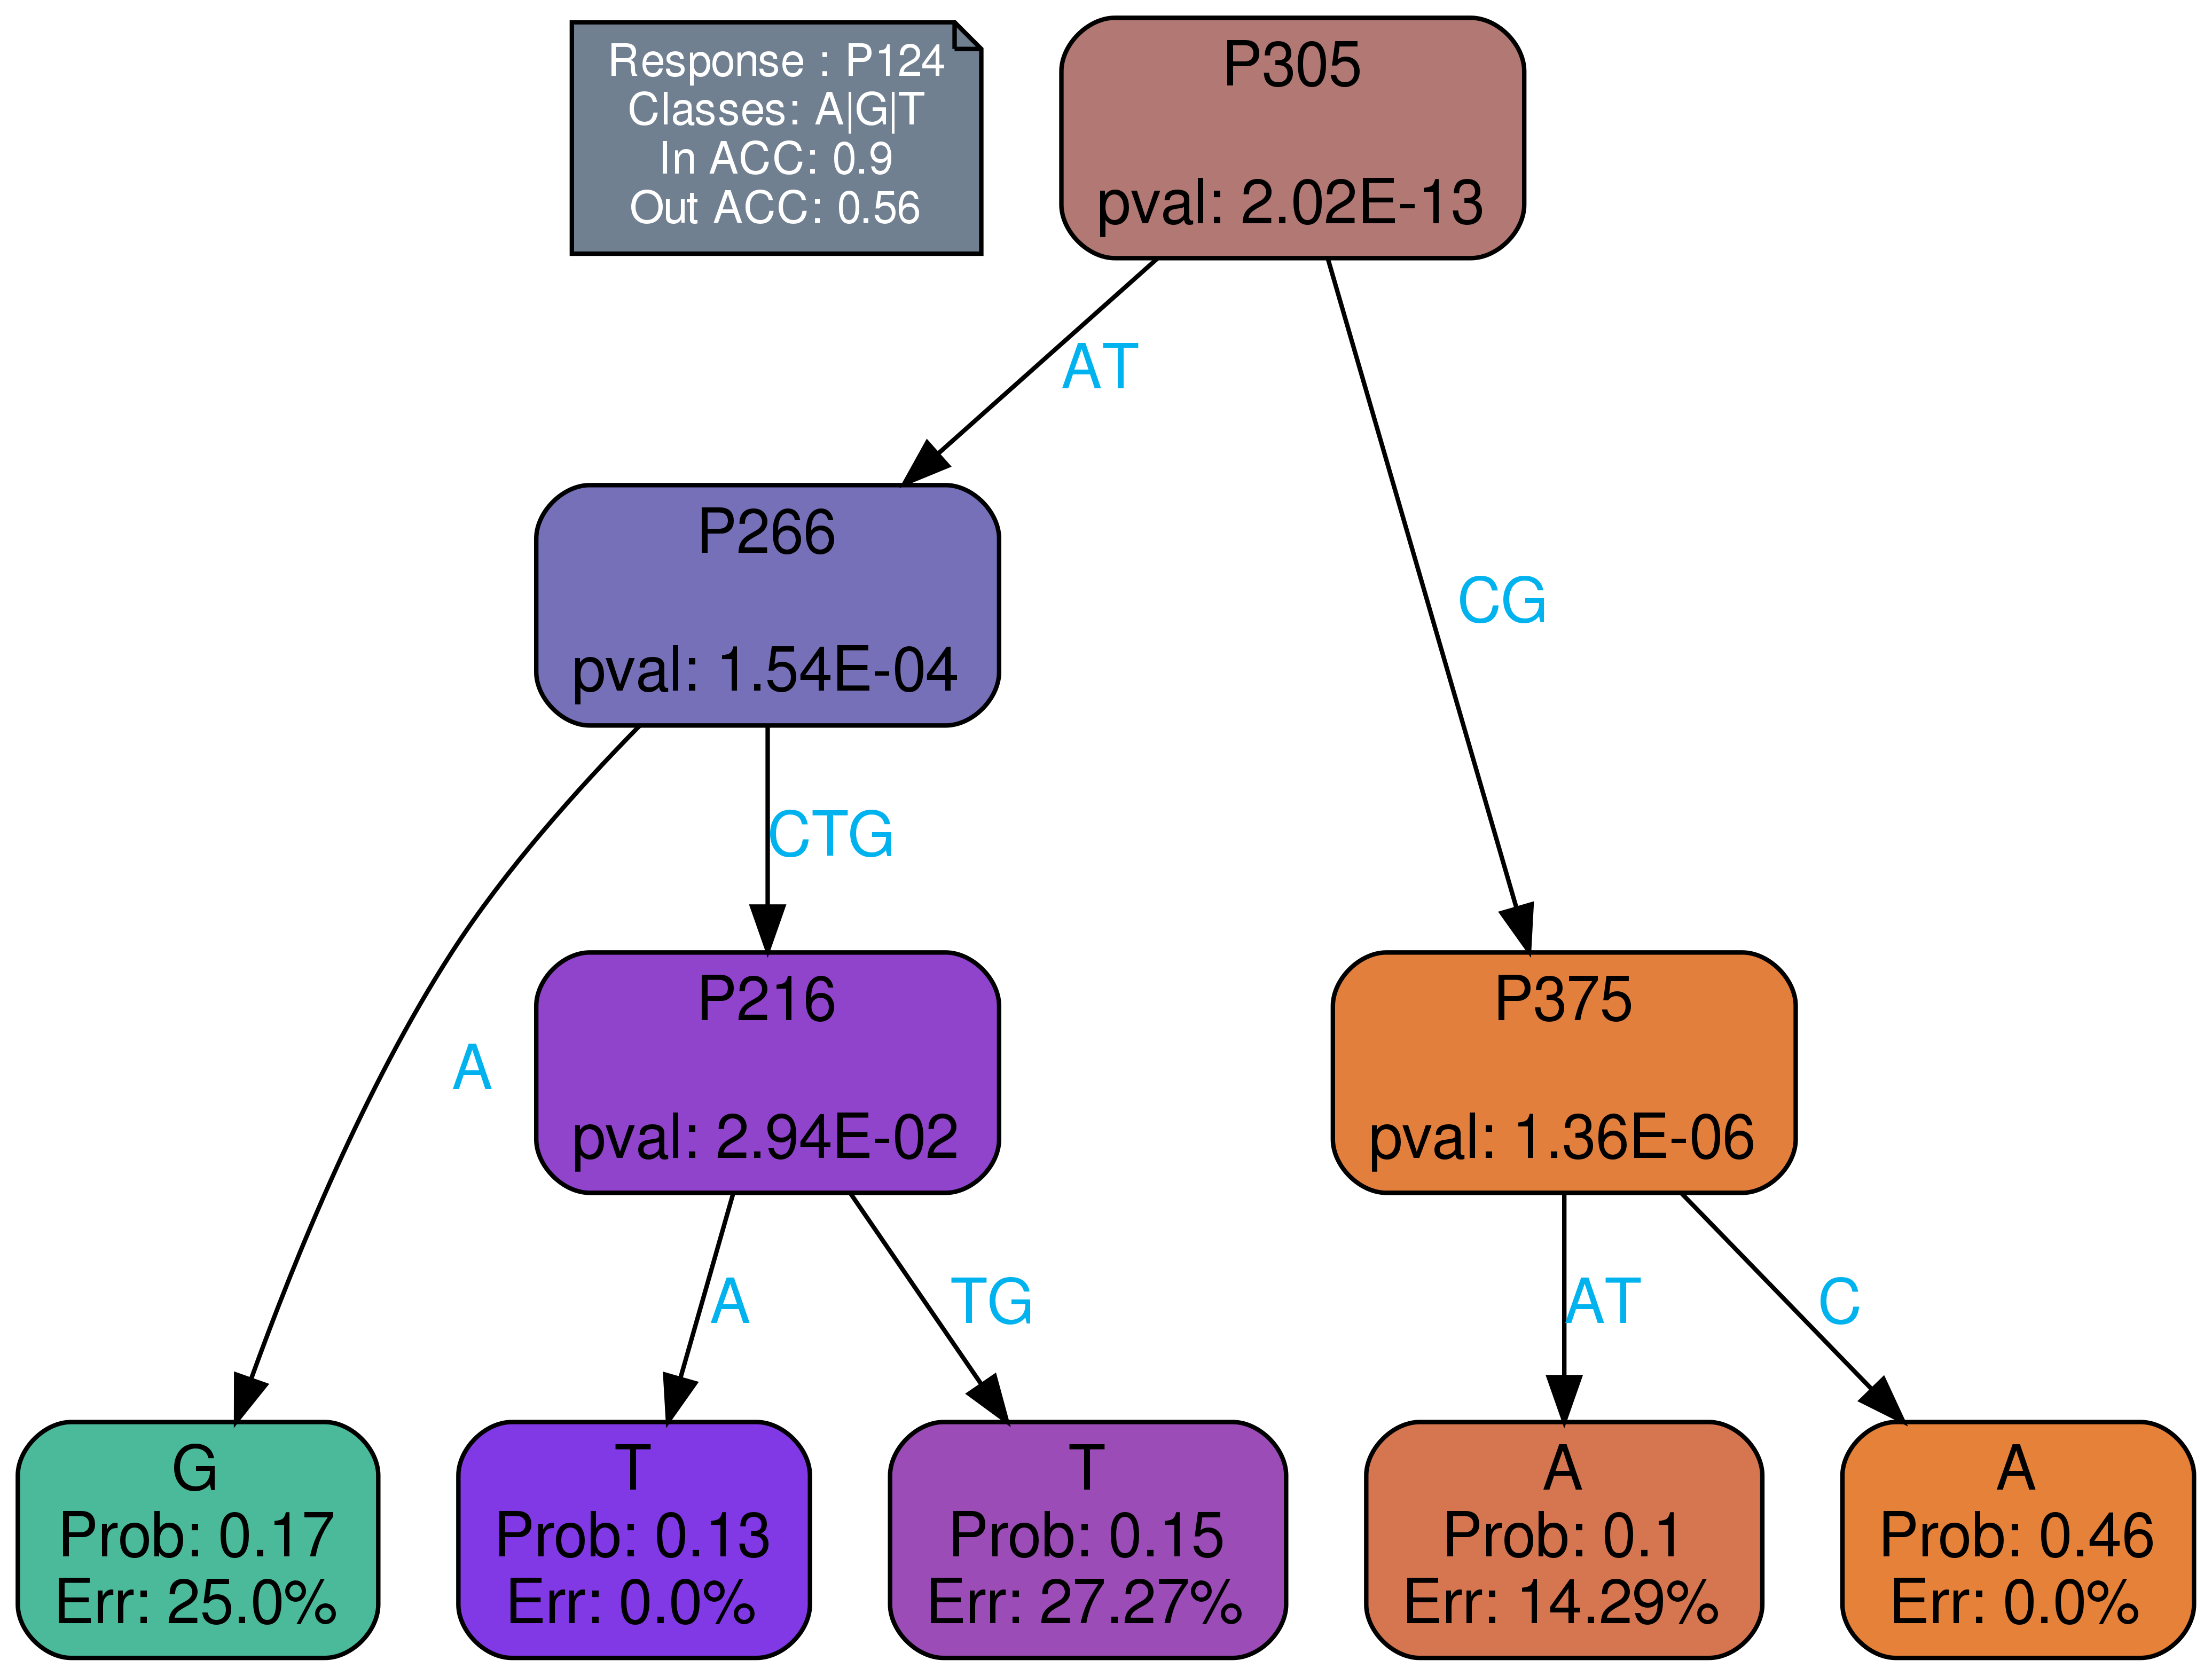 Response : P124
Classes: A|G|T
In ACC: 0.9
Out ACC: 0.56
P305
pval: 2.02E-13
AT
CG
P266
pval: 1.54E-04
A
CTG
P216
pval: 2.94E-02
P375
pval: 1.36E-06
A
TG
AT
C
G
Prob: 0.17
Err: 25.0%
T
Prob: 0.13
Err: 0.0%
T
Prob: 0.15
Err: 27.27%
A
Prob: 0.1
Err: 14.29%
A
Prob: 0.46
Err: 0.0%